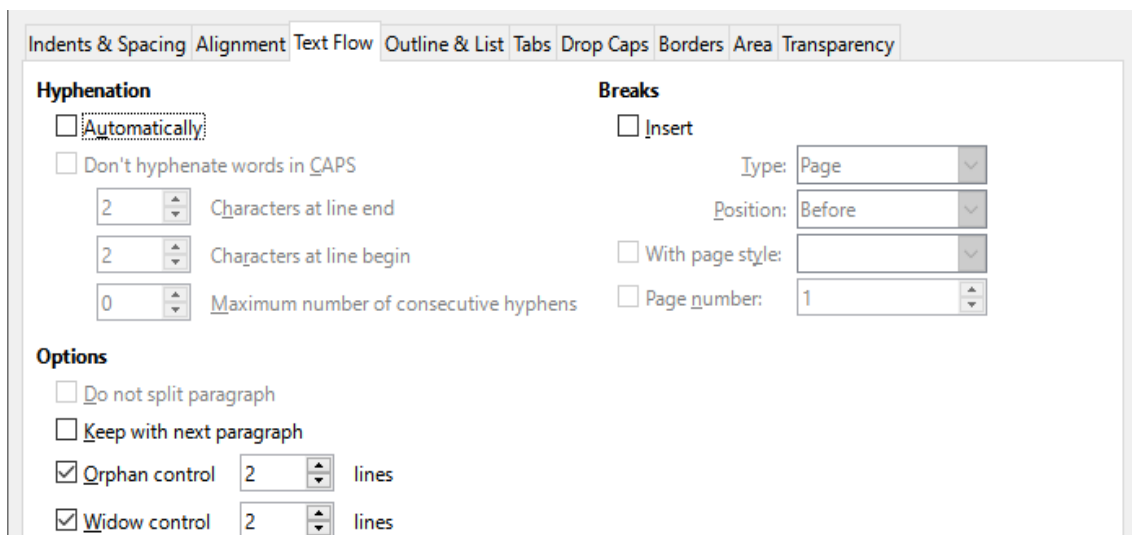 Indents & Spacing Alignment Text Flow Outline & List Tabs Drop Caps Borders Area Transparency
Hyphenation
Automatically
Don't hyphenate words in CAPS
2 Characters at line end
2 Characters at line begin
0 Maximum number of consecutive hyphens
Breaks
Insert
Type: Page
Position: Before
With page style:
Page number: 1
Options
Do not split paragraph
Keep with next paragraph
Orphan control 2 lines
Widow control 2 lines